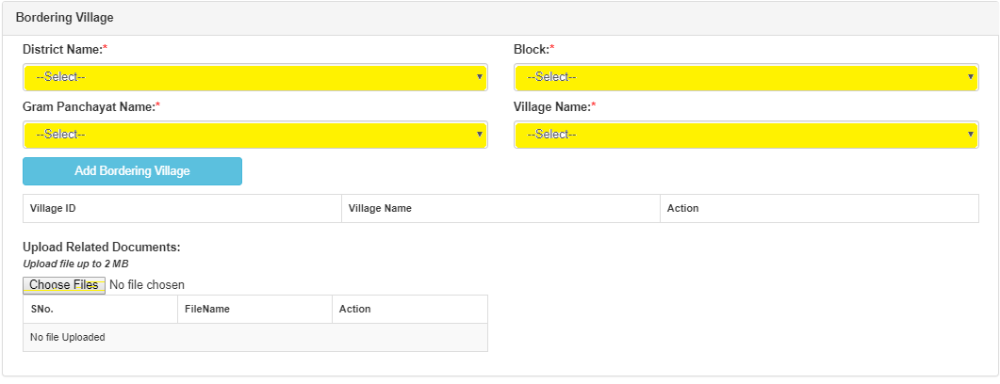 Bordering Village
District Name:* Block:*
--Select-- --Select--
Gram Panchayat Name:* Village Name:*
--Select-- --Select--
Add Bordering Village
Village ID Village Name Action
Upload Related Documents:
Upload file up to 2 MB
Choose Files No file chosen
SNo. FileName Action
No file Uploaded